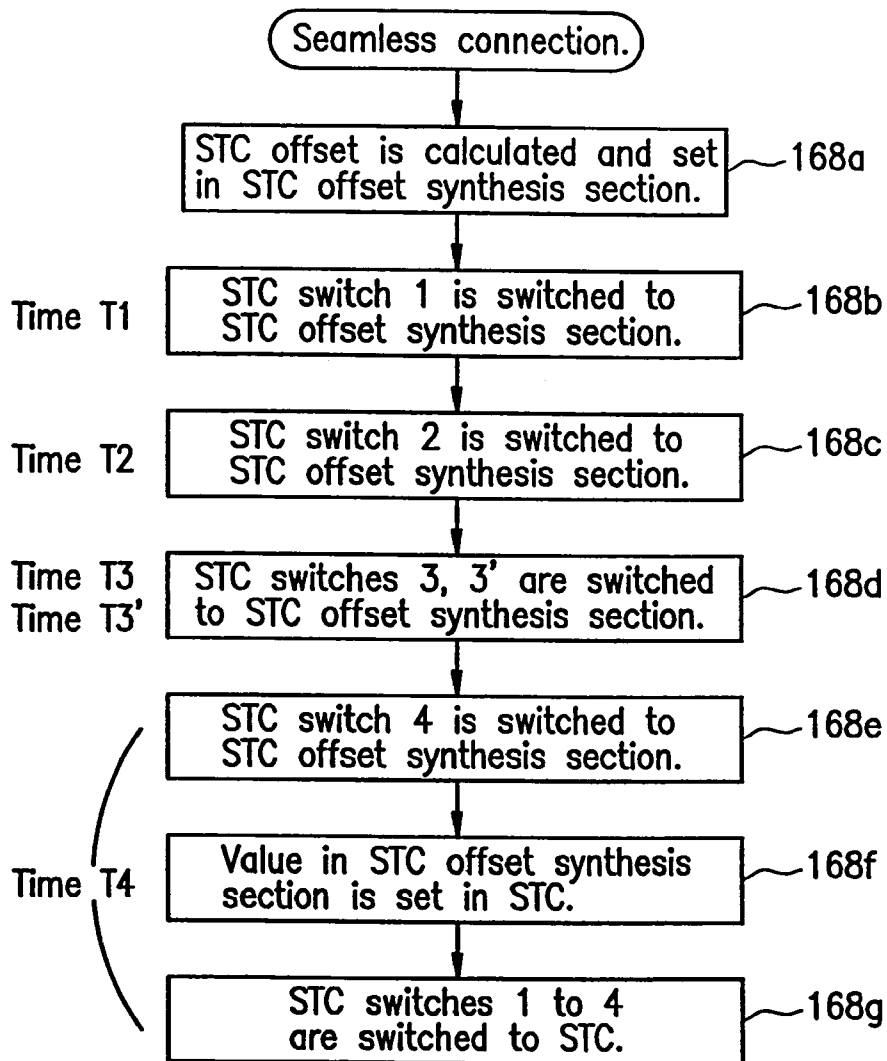 Seamless connection.
STC offset is calculated and set
in STC offset synthesis section.
168a
Time T1
STC switch 1 is switched to
STC offset synthesis section.
168b
Time T2
STC switch 2 is switched to
STC offset synthesis section.
168c
Time T3
Time T3'
STC switches 3, 3' are switched
to STC offset synthesis section.
168d
STC switch 4 is switched to
STC offset synthesis section.
168e
Time T4
Value in STC offset synthesis
section is set in STC.
168f
STC switches 1 to 4
are switched to STC.
168g